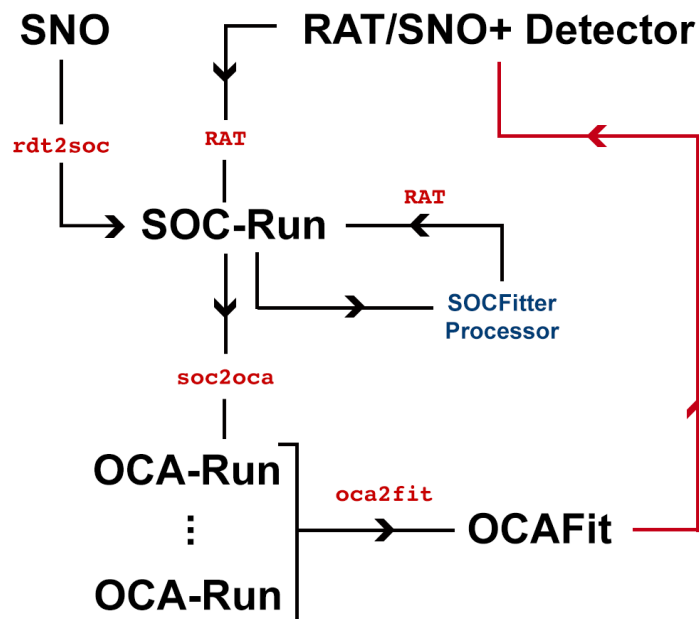 SNO
RAT/SNO+ Detector
rdt2soc
RAT
RAT
SOC-Run
SOCFitter
Processor
soc2oca
OCA-Run
oca2fit
OCAFit
⋮
OCA-Run